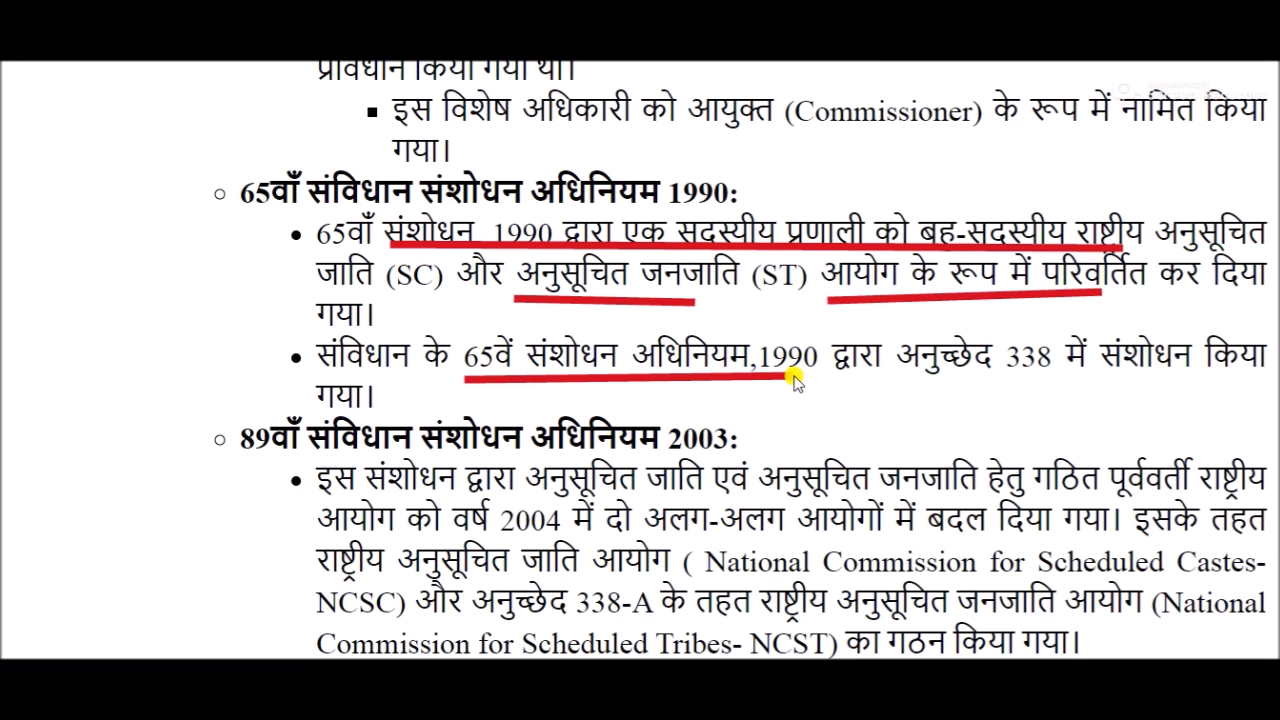 प्रावधान किया गया था।
▪ इस विशेष अधिकारी को आयुक्त (Commissioner) के रूप में नामित किया
गया।
○ 65वाँ संविधान संशोधन अधिनियम 1990:
● 65वाँ संशोधन, 1990 द्वारा एक सदस्यीय प्रणाली को बहु-सदस्यीय राष्ट्रीय अनुसूचित
जाति (SC) और अनुसूचित जनजाति (ST) आयोग के रूप में परिवर्तित कर दिया
गया।
● संविधान के 65वें संशोधन अधिनियम,1990 द्वारा अनुच्छेद 338 में संशोधन किया
गया।
○ 89वाँ संविधान संशोधन अधिनियम 2003:
● इस संशोधन द्वारा अनुसूचित जाति एवं अनुसूचित जनजाति हेतु गठित पूर्ववर्ती राष्ट्रीय
आयोग को वर्ष 2004 में दो अलग-अलग आयोगों में बदल दिया गया। इसके तहत
राष्ट्रीय अनुसूचित जाति आयोग ( National Commission for Scheduled Castes-
NCSC) और अनुच्छेद 338-A के तहत राष्ट्रीय अनुसूचित जनजाति आयोग (National
Commission for Scheduled Tribes- NCST) का गठन किया गया।